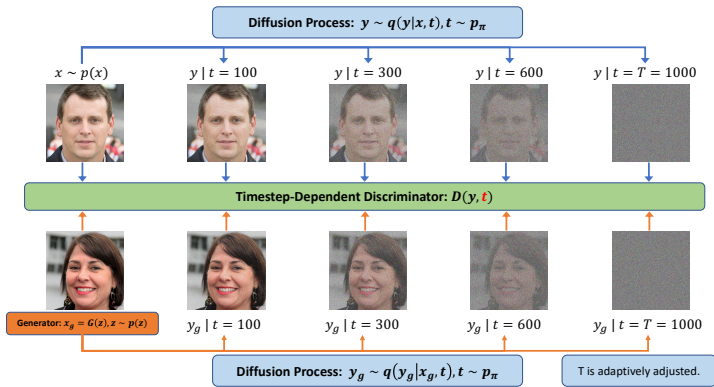 Diffusion Process: y ~ q(y|x, t), t ~ p_π
x ~ p(x)
y | t = 100
y | t = 300
y | t = 600
y | t = T = 1000
Timestep-Dependent Discriminator: D(y, t)
Generator: x_g = G(z), z ~ p(z)
y_g | t = 100
y_g | t = 300
y_g | t = 600
y_g | t = T = 1000
Diffusion Process: y_g ~ q(y_g|x_g, t), t ~ p_π
T is adaptively adjusted.